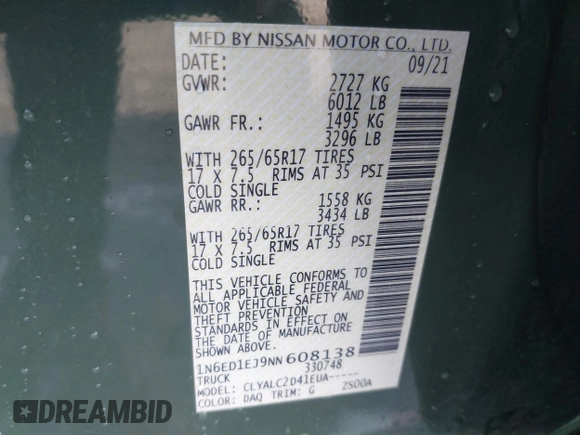 MFD BY NISSAN MOTOR CO., LTD.
DATE: 09/21
GVWR: 2727 KG
6012 LB
GAWR FR.: 1495 KG
3296 LB
WITH 265/65R17 TIRES
17 X 7.5 RIMS AT 35 PSI
COLD SINGLE
GAWR RR.: 1558 KG
3434 LB
WITH 265/65R17 TIRES
17 X 7.5 RIMS AT 35 PSI
COLD SINGLE
THIS VEHICLE CONFORMS TO
ALL APPLICABLE FEDERAL
MOTOR VEHICLE SAFETY AND
THEFT PREVENTION
STANDARDS IN EFFECT ON
THE DATE OF MANUFACTURE
SHOWN ABOVE.
1N6ED1EJ9NN608138
TRUCK 330748
MODEL: CLYALC2D41EUA-----
COLOR: DAQ TRIM: G ZS00A
DREAMBID